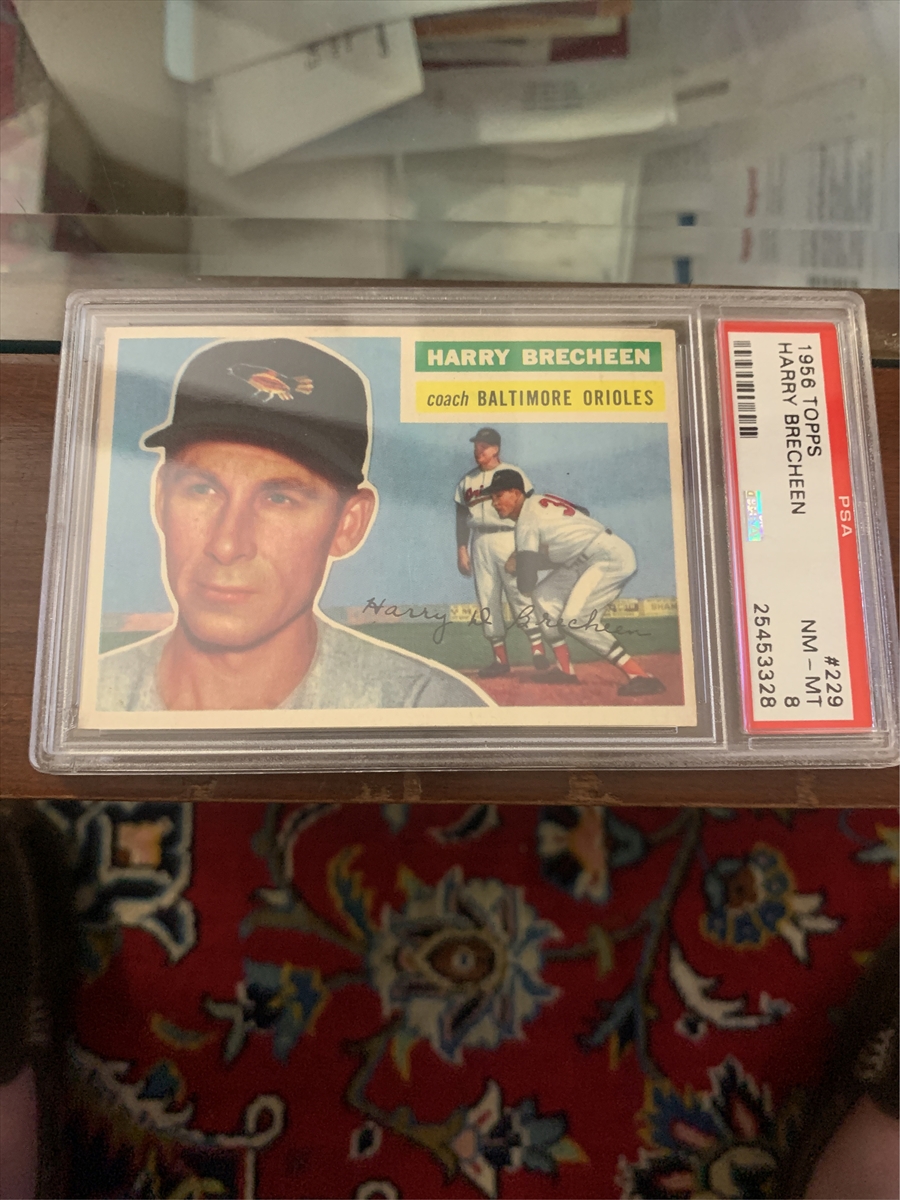 HARRY BRECHEEN
coach BALTIMORE ORIOLES
Harry D Brecheen
PSA
1956 TOPPS
HARRY BRECHEEN
#229
NM - MT
8
25453328